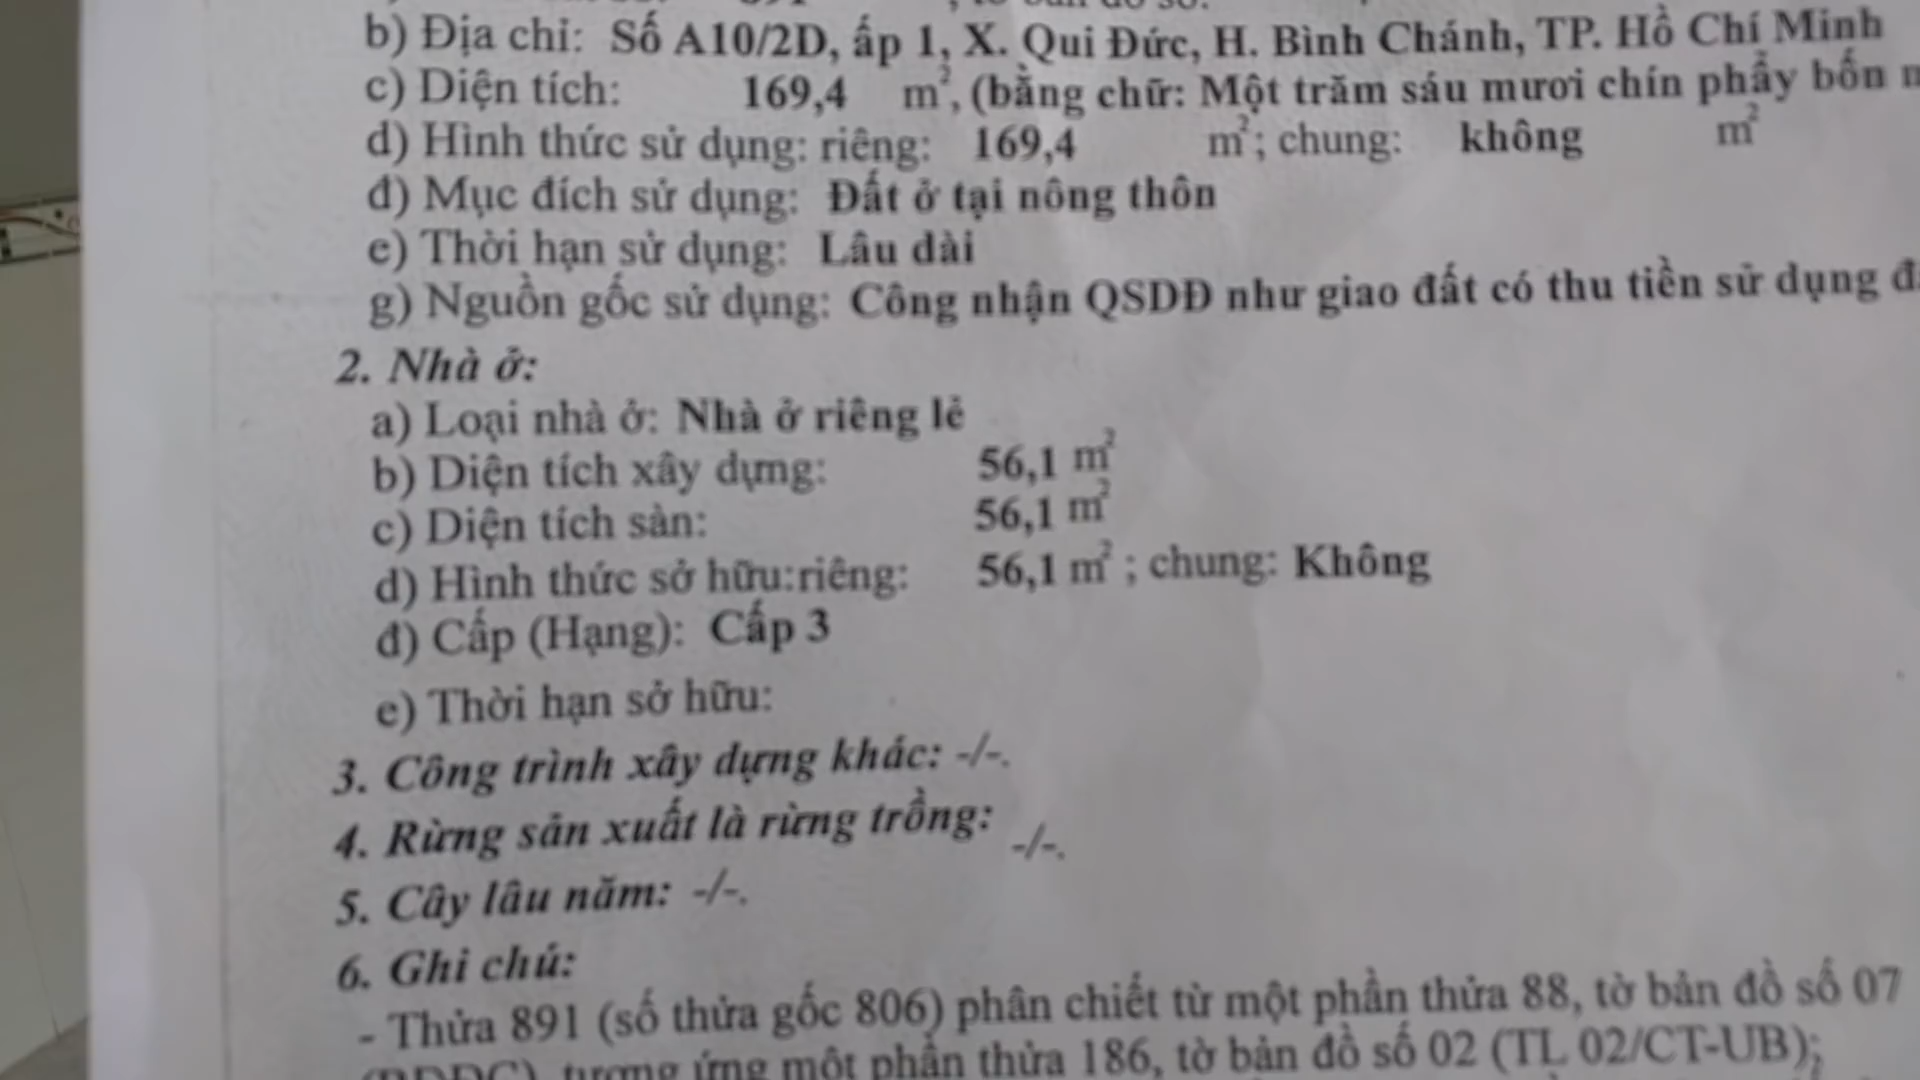 b) Địa chỉ: Số A10/2D, ấp 1, X. Qui Đức, H. Bình Chánh, TP. Hồ Chí Minh
c) Diện tích: 169,4 m², (bằng chữ: Một trăm sáu mươi chín phẩy bốn
d) Hình thức sử dụng: riêng: 169,4 m²; chung: không m²
đ) Mục đích sử dụng: Đất ở tại nông thôn
e) Thời hạn sử dụng: Lâu dài
g) Nguồn gốc sử dụng: Công nhận QSDĐ như giao đất có thu tiền sử dụng
2. Nhà ở:
a) Loại nhà ở: Nhà ở riêng lẻ
b) Diện tích xây dựng: 56,1 m²
c) Diện tích sàn: 56,1 m²
d) Hình thức sở hữu:riêng: 56,1 m² ; chung: Không
đ) Cấp (Hạng): Cấp 3
e) Thời hạn sở hữu:
3. Công trình xây dựng khác: -/-.
4. Rừng sản xuất là rừng trồng: -/-.
5. Cây lâu năm: -/-.
6. Ghi chú:
- Thửa 891 (số thửa gốc 806) phân chiết từ một phần thửa 88, tờ bản đồ số 07
tương ứng một phần thửa 186, tờ bản đồ số 02 (TL 02/CT-UB);